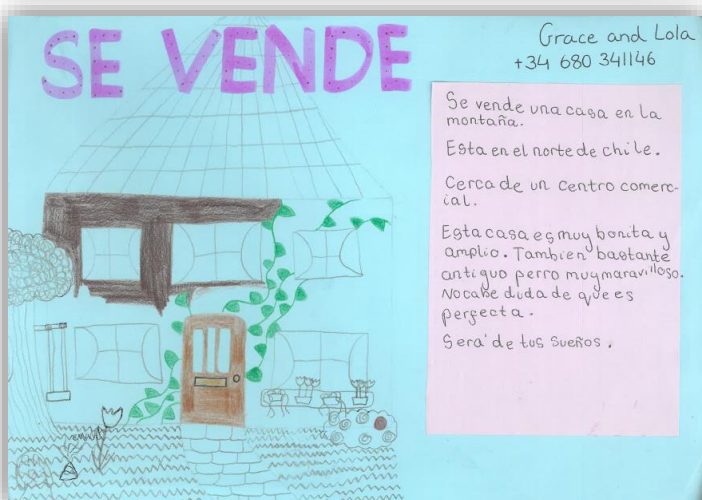 SE VENDE
Grace and Lola
+34 680 341146
Se vende una casa en la
montaña.
Esta en el norte de chile.
Cerca de un centro comerc-
ial.
Esta casa es muy bonita y
amplio. Tambien bastante
antiguo perro muy maravilloso.
No cabe duda de que es
perfecta.
Será de tus sueños.